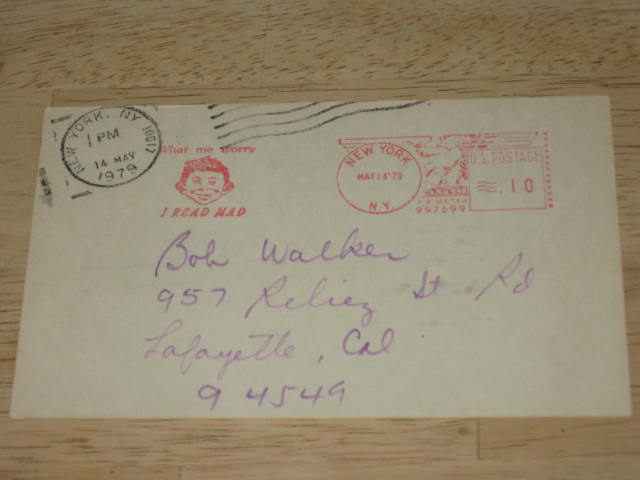 NEW YORK, NY 10017
1 PM
14 MAY
1979
What me worry
I READ MAD
NEW YORK
MAY 14 '79
N.Y.
U.S. POSTAGE
.10
P.B. METER
997699
Bob Walker
957 Reliez St Rd
Lafayette, Cal
94549